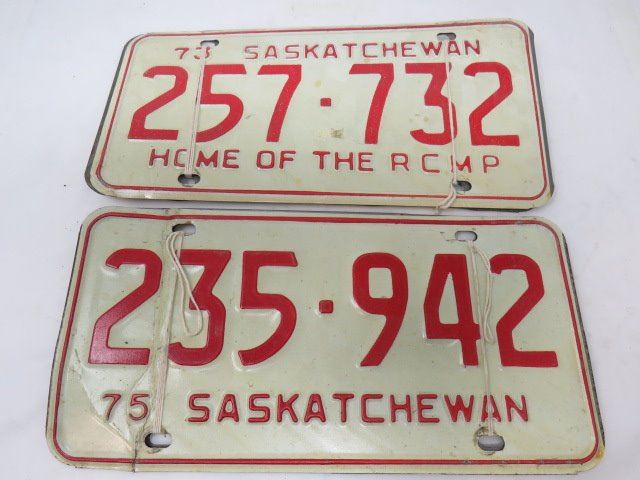 73 SASKATCHEWAN
257·732
HOME OF THE RCMP
235·942
75 SASKATCHEWAN